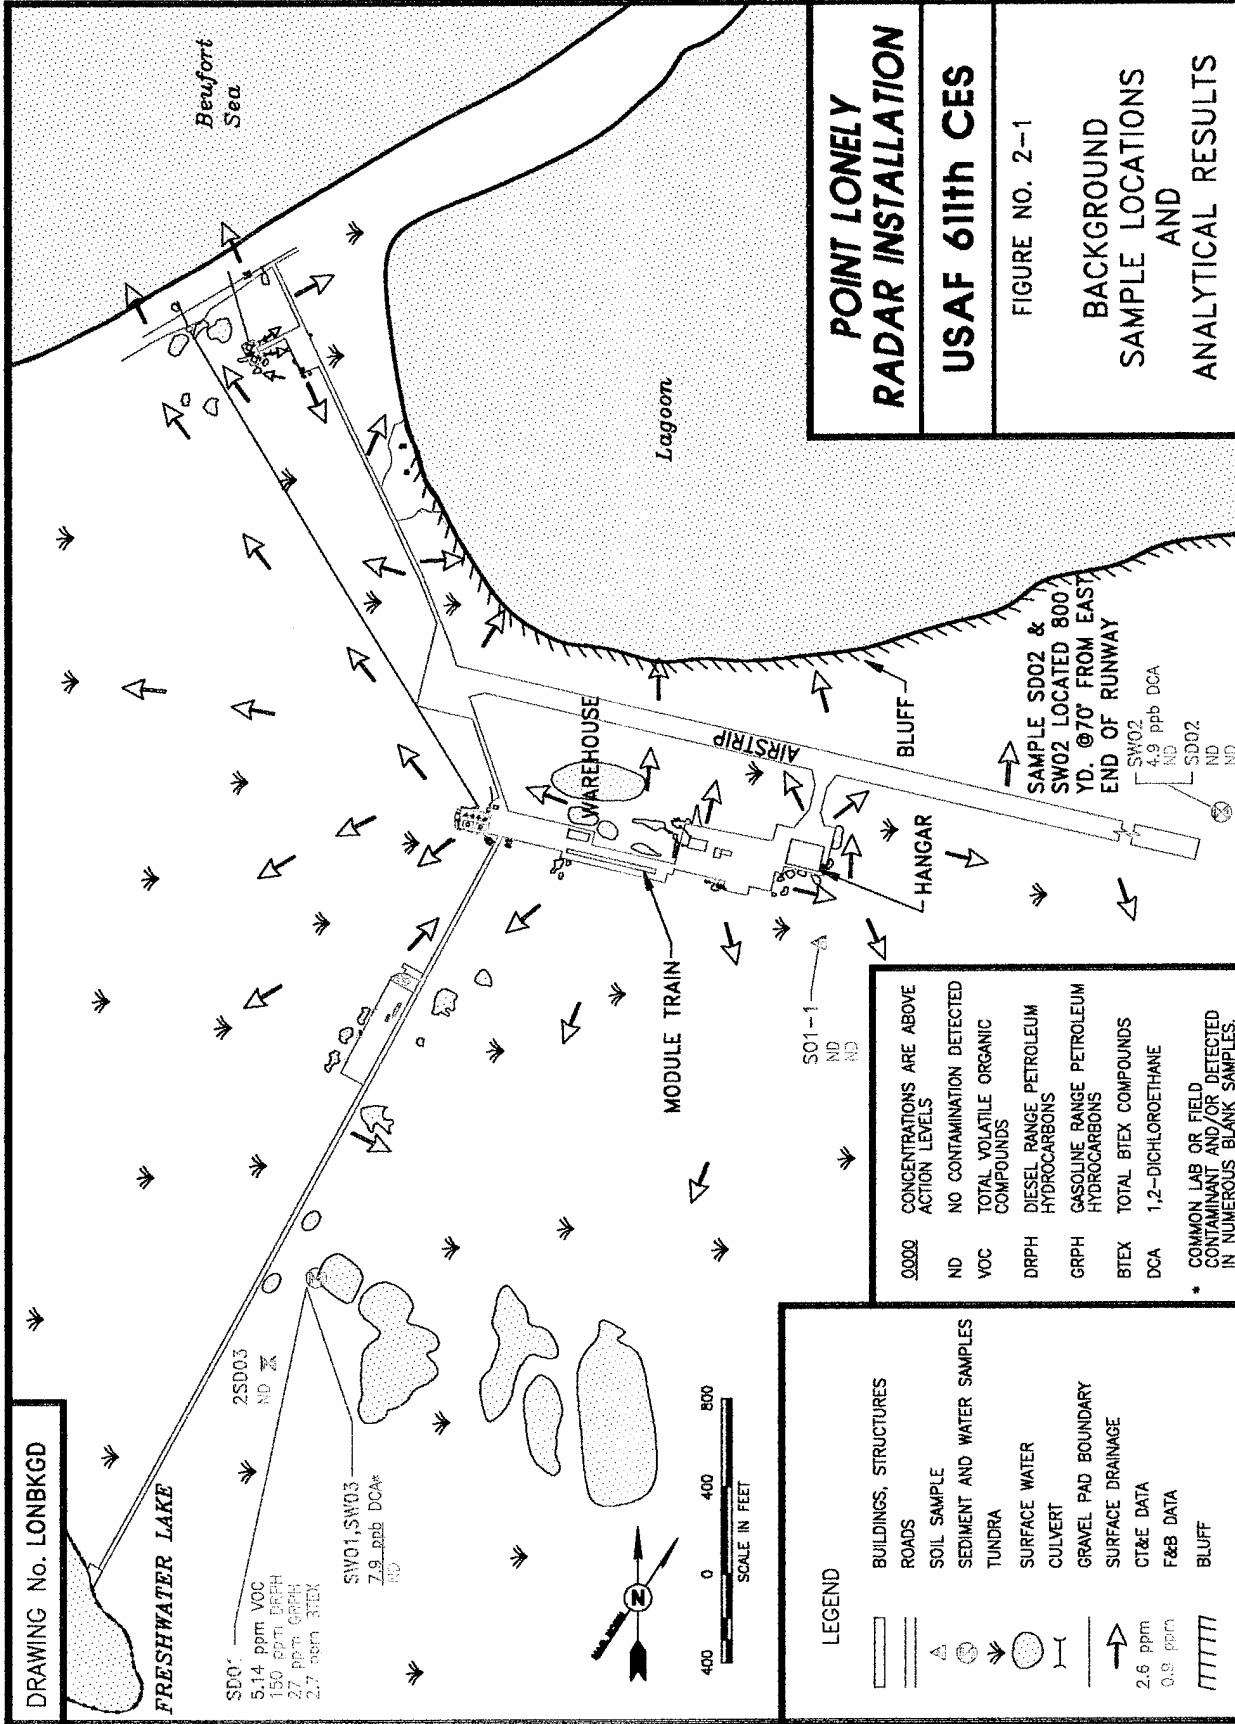 DRAWING No. LONBKGD
Beufort
Sea
FRESHWATER LAKE
2SD03
ND
5.14 ppm VOC
150 ppm DRPH
27 ppm GRPH
2.7 ppm BTEX
SW01,SW03
7.9 ppb DCA*
ND
Lagoon
WAREHOUSE
AIRSTRIP
BLUFF
HANGAR
MODULE TRAIN
S01-1
ND
ND
SAMPLE SD02 &
SW02 LOCATED 800
YD. @70° FROM EAST
END OF RUNWAY
SW02
4.9 ppb DCA
ND
SD02
ND
ND
N
400 0 400 800
SCALE IN FEET
LEGEND
BUILDINGS, STRUCTURES
ROADS
SOIL SAMPLE
SEDIMENT AND WATER SAMPLES
TUNDRA
SURFACE WATER
CULVERT
GRAVEL PAD BOUNDARY
SURFACE DRAINAGE
2.6 ppm CT&E DATA
0.9 ppm F&B DATA
BLUFF
0000 CONCENTRATIONS ARE ABOVE
ACTION LEVELS
ND NO CONTAMINATION DETECTED
VOC TOTAL VOLATILE ORGANIC
COMPOUNDS
DRPH DIESEL RANGE PETROLEUM
HYDROCARBONS
GRPH GASOLINE RANGE PETROLEUM
HYDROCARBONS
BTEX TOTAL BTEX COMPOUNDS
DCA 1,2-DICHLOROETHANE
* COMMON LAB OR FIELD
CONTAMINANT AND/OR DETECTED
IN NUMEROUS BLANK SAMPLES.
POINT LONELY
RADAR INSTALLATION
USAF 611th CES
FIGURE NO. 2-1
BACKGROUND
SAMPLE LOCATIONS
AND
ANALYTICAL RESULTS